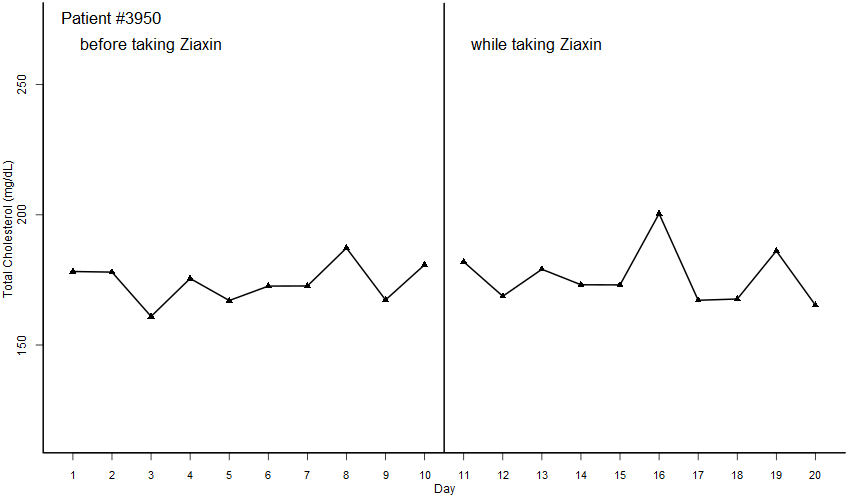 Patient #3950
before taking Ziaxin
while taking Ziaxin
250
200
150
Total Cholesterol (mg/dL)
1 2 3 4 5 6 7 8 9 10 11 12 13 14 15 16 17 18 19 20
Day